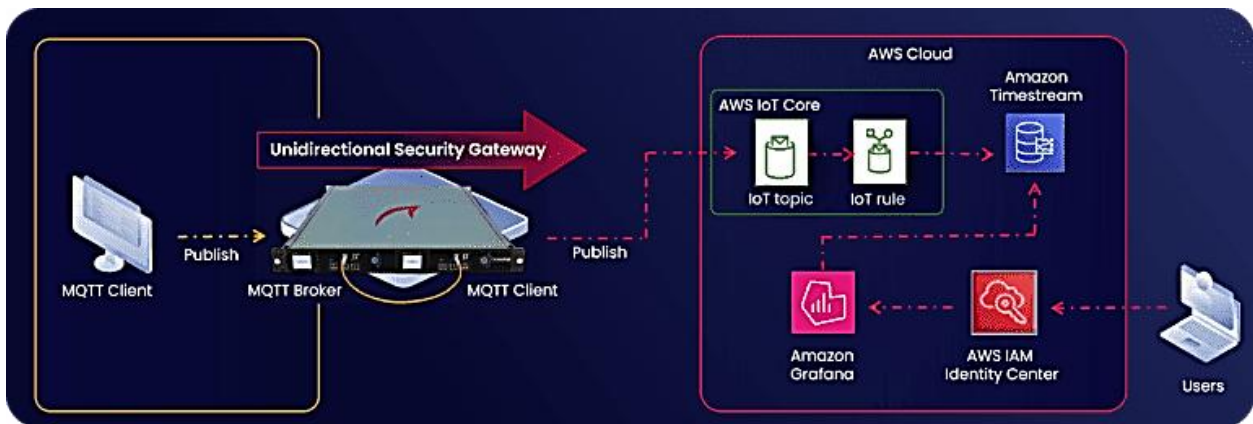 AWS Cloud
Amazon
Timestream
AWS IoT Core
Unidirectional Security Gateway
IoT topic
IoT rule
Publish
Publish
MQTT Client
MQTT Broker
MQTT Client
Amazon
Grafana
AWS IAM
Identity Center
Users